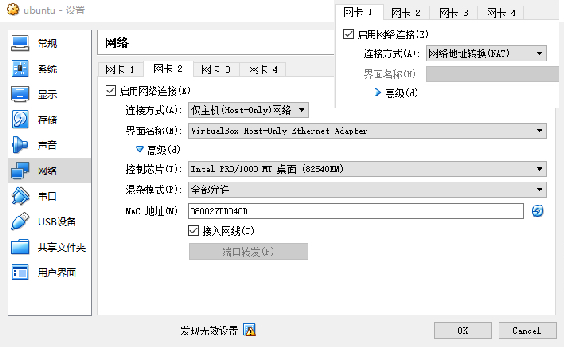 ubuntu - 设置
常规
系统
显示
存储
声音
网络
串口
USB设备
共享文件夹
用户界面
网络
网卡 1 网卡 2 网卡 3 网卡 4
启用网络连接(E)
连接方式(A): 仅主机(Host-Only)网络
界面名称(N): VirtualBox Host-Only Ethernet Adapter
高级(d)
控制芯片(T): Intel PRO/1000 MT 桌面 (82540EM)
混杂模式(P): 全部允许
MAC 地址(M):
接入网线(C)
端口转发(P)
发现无效设置
OK Cancel
网卡 1 网卡 2 网卡 3 网卡 4
启用网络连接(E)
连接方式(A): 网络地址转换(NAT)
界面名称(N)
高级(d)